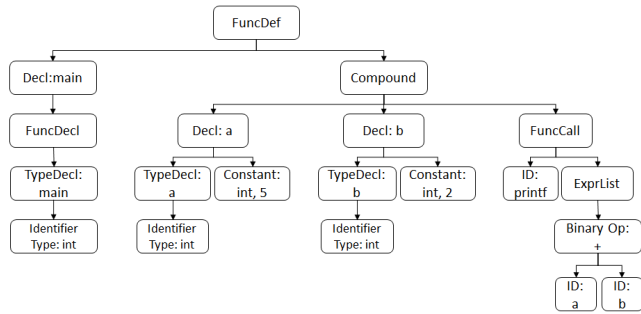 FuncDef
Decl:main
Compound
FuncDecl
Decl: a
Decl: b
FuncCall
TypeDecl:
main
TypeDecl:
a
Constant:
int, 5
TypeDecl:
b
Constant:
int, 2
ID:
printf
ExprList
Identifier
Type: int
Identifier
Type: int
Identifier
Type: int
Binary Op:
+
ID:
a
ID:
b